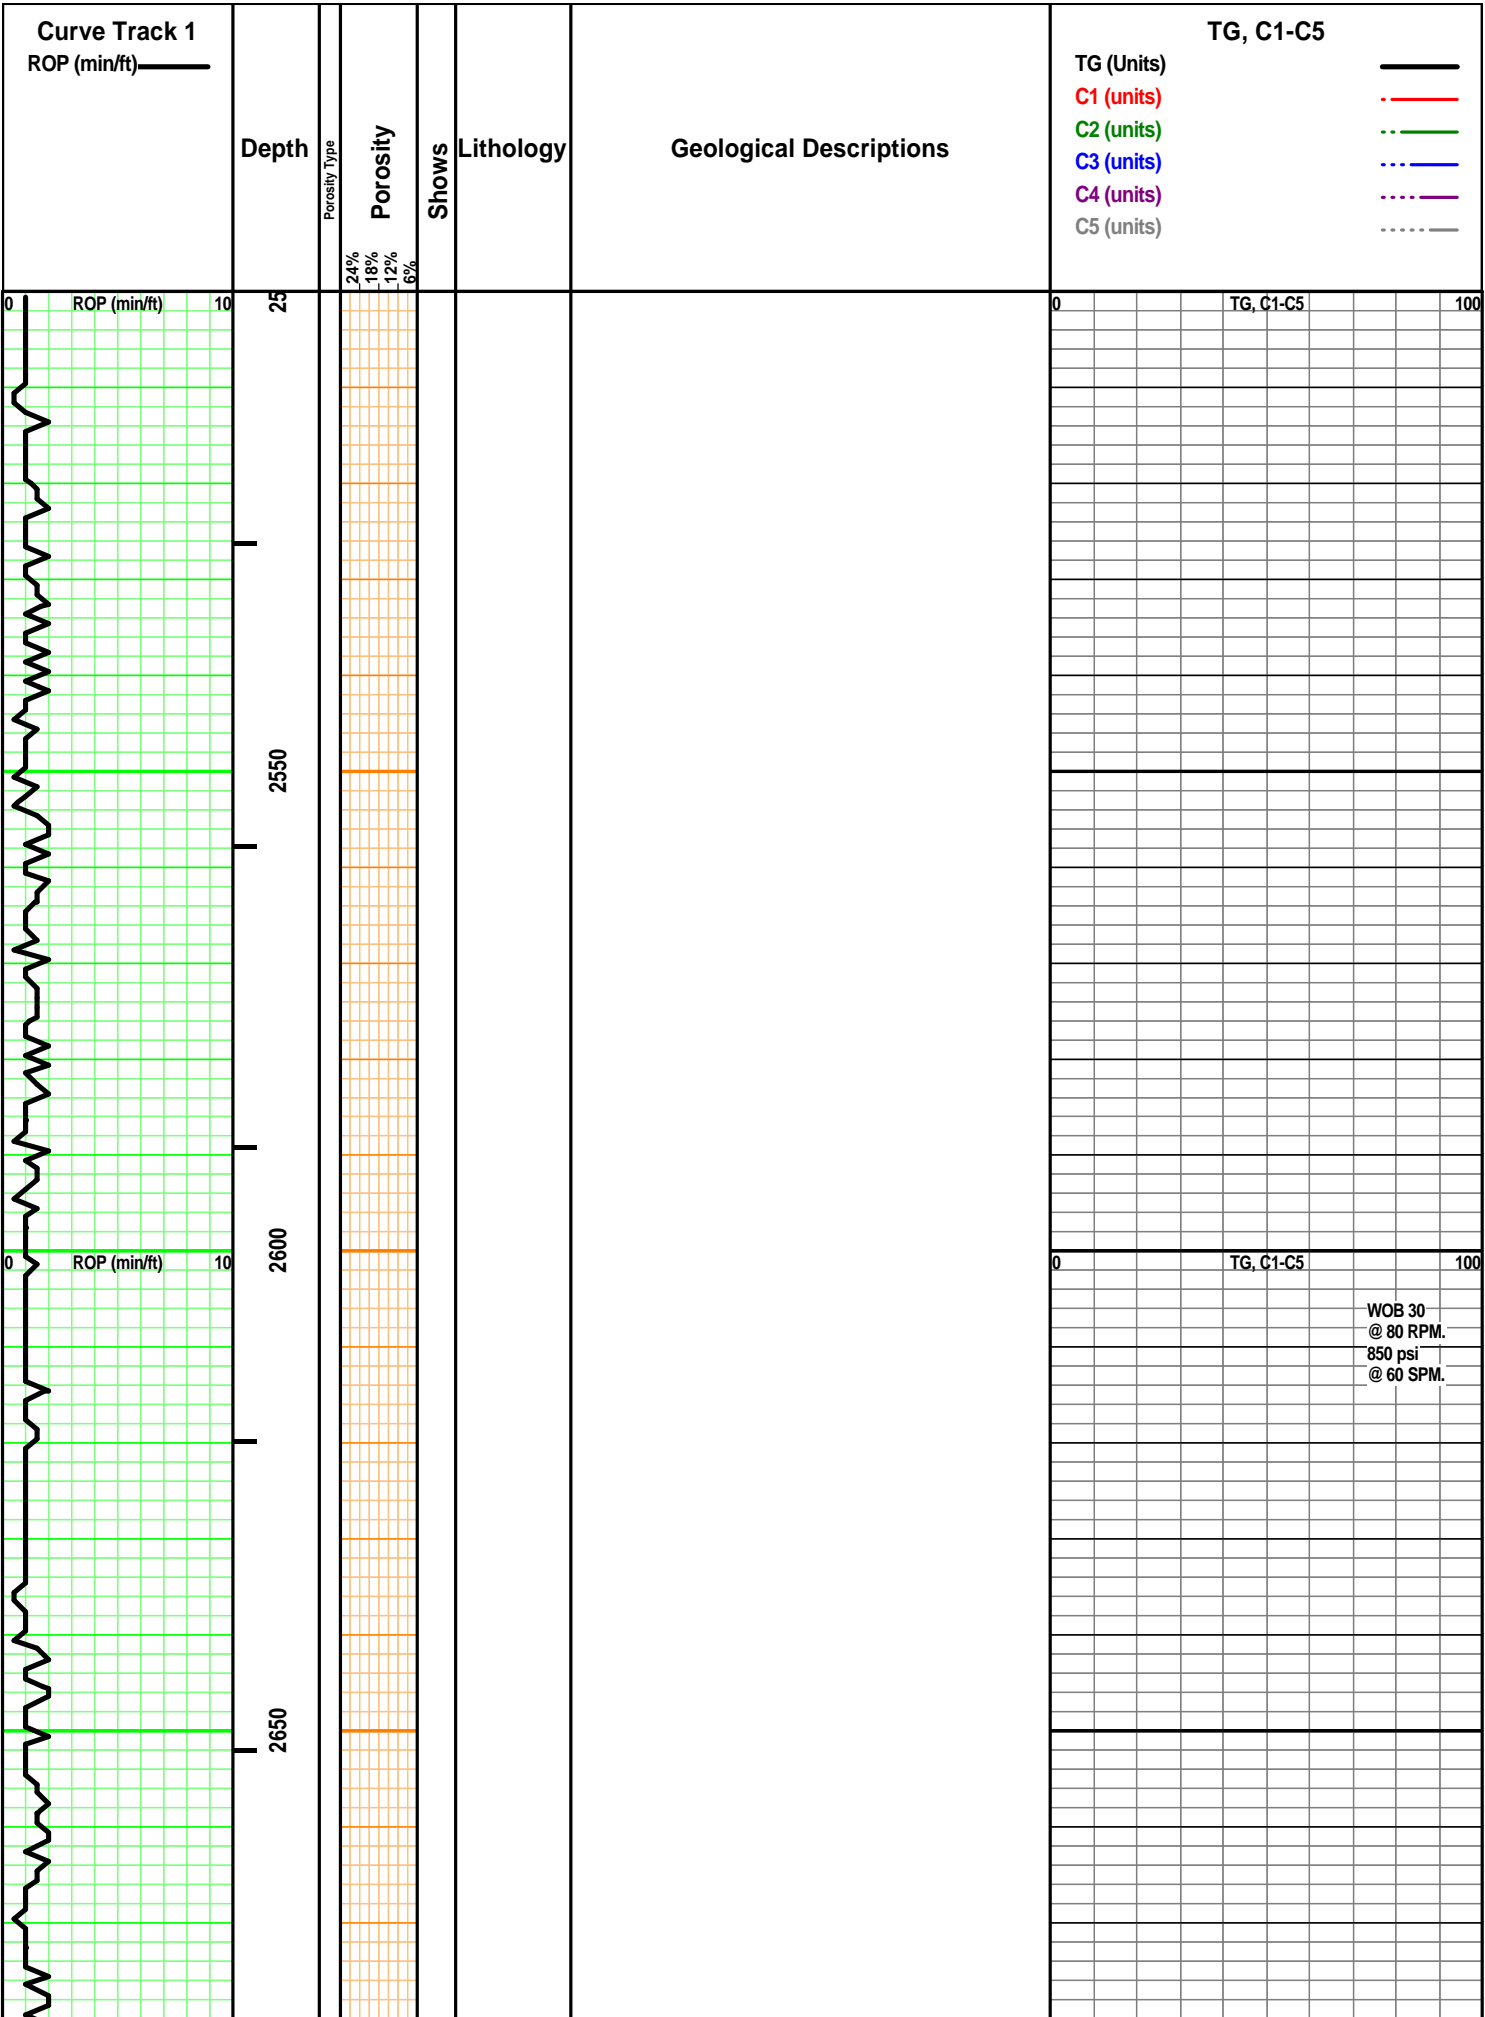 Curve Track 1
ROP (min/ft)
Depth
Porosity Type
Porosity
24%
18%
12%
6%
Shows
Lithology
Geological Descriptions
TG, C1-C5
TG (Units)
C1 (units)
C2 (units)
C3 (units)
C4 (units)
C5 (units)
0 ROP (min/ft) 10
25
0 TG, C1-C5 100
2550
2600
0 ROP (min/ft) 10
0 TG, C1-C5 100
WOB 30
@ 80 RPM.
850 psi
@ 60 SPM.
2650